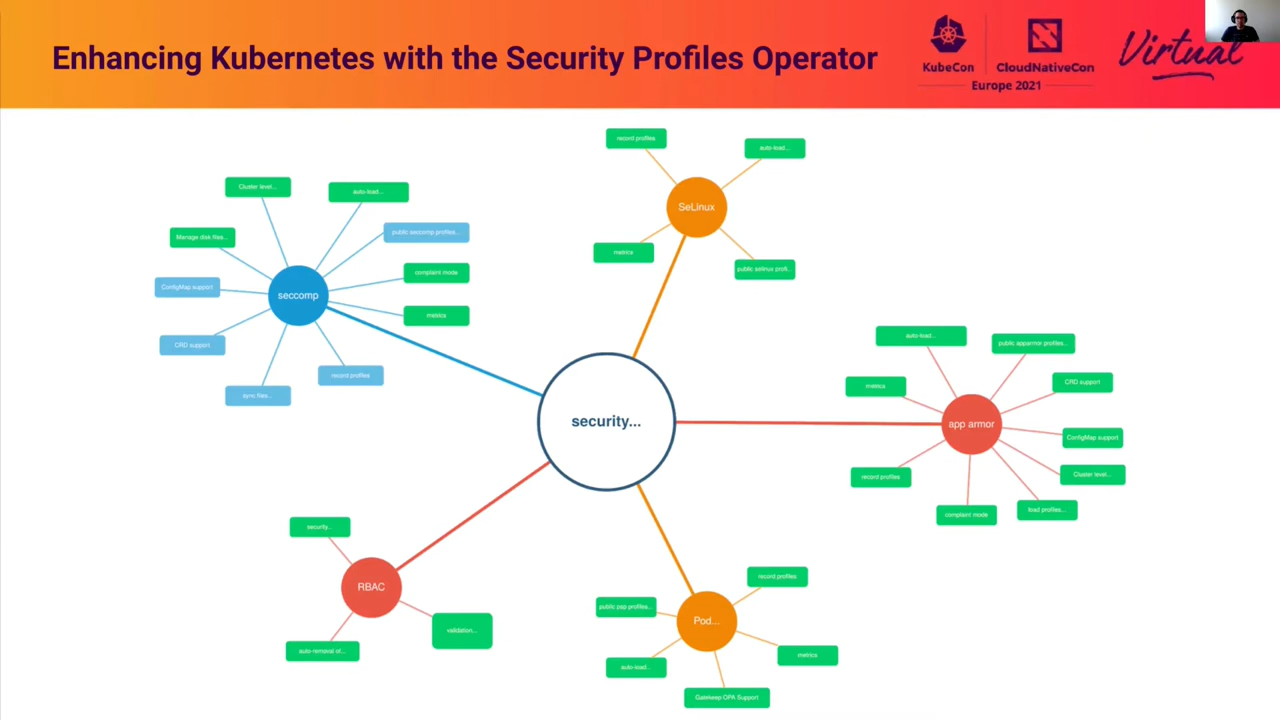 Enhancing Kubernetes with the Security Profiles Operator
KubeCon
CloudNativeCon
Europe 2021
Virtual
record profiles
auto-load...
SeLinux
metrics
public selinux profi...
Cluster level...
auto-load...
Manage disk files...
public seccomp profiles...
ConfigMap support
seccomp
complaint mode
metrics
CRD support
record profiles
sync files...
security...
auto-load...
public apparmor profiles...
metrics
CRD support
app armor
ConfigMap support
record profiles
Cluster level...
complaint mode
load profiles...
security...
RBAC
validation...
auto-removal of...
record profiles
public psp profiles...
Pod...
metrics
auto-load...
Gatekeep OPA Support